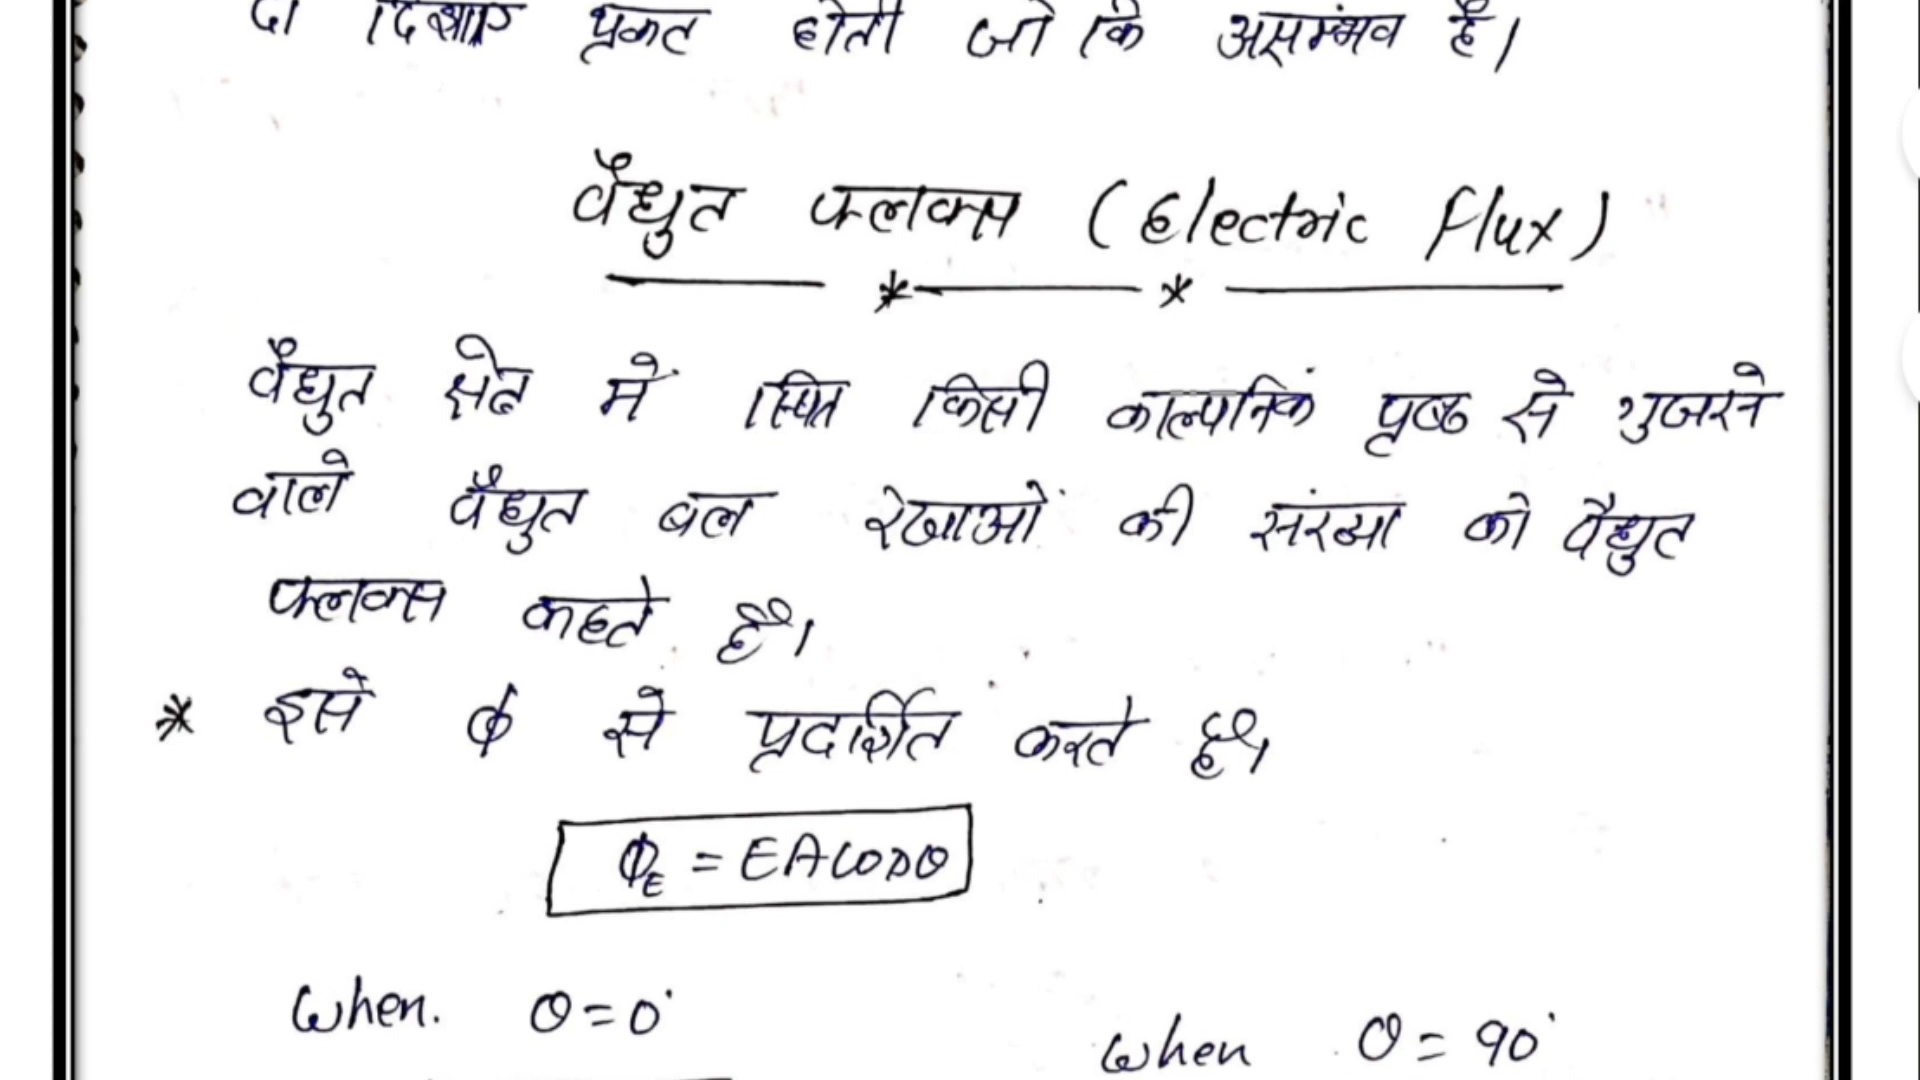 दो दिशाए प्रकट होती जो कि असम्भव है।
वैधुत फ्लक्स (Electric flux)
वैधुत क्षेत्र में स्थित किसी काल्पनिक पृष्ठ से गुजरने
वाले वैधुत बल रेखाओं की संख्या को वैधुत
फ्लक्स कहते है।
* इसे ϕ से प्रदर्शित करते है।
ϕE = EA cosθ
when. θ = 0°
when θ = 90°